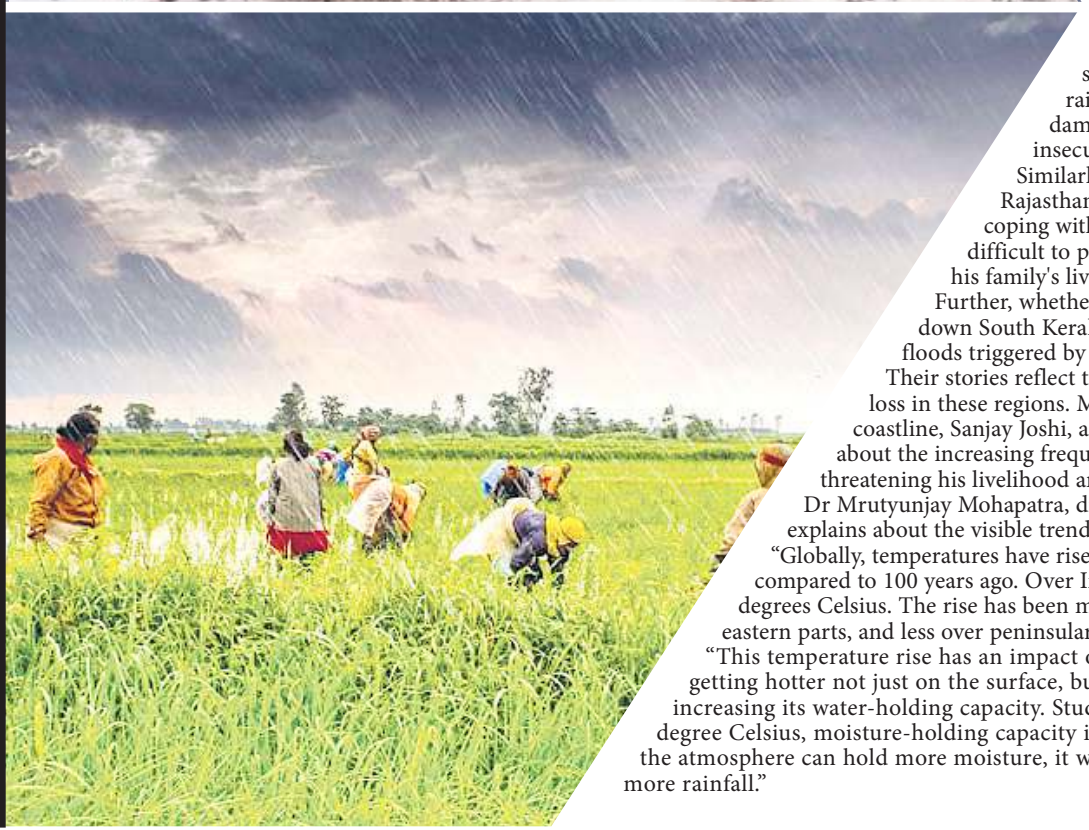 rai
dam
insecu
Similarl
Rajasthan
coping with
difficult to p
his family's liv
Further, whethe
down South Keral
floods triggered by
Their stories reflect t
loss in these regions. M
coastline, Sanjay Joshi, a
about the increasing frequ
threatening his livelihood a
Dr Mrutyunjay Mohapatra, d
explains about the visible trend
“Globally, temperatures have rise
compared to 100 years ago. Over I
degrees Celsius. The rise has been m
eastern parts, and less over peninsular
“This temperature rise has an impact
getting hotter not just on the surface, bu
increasing its water-holding capacity. Stud
degree Celsius, moisture-holding capacity i
the atmosphere can hold more moisture, it w
more rainfall.”